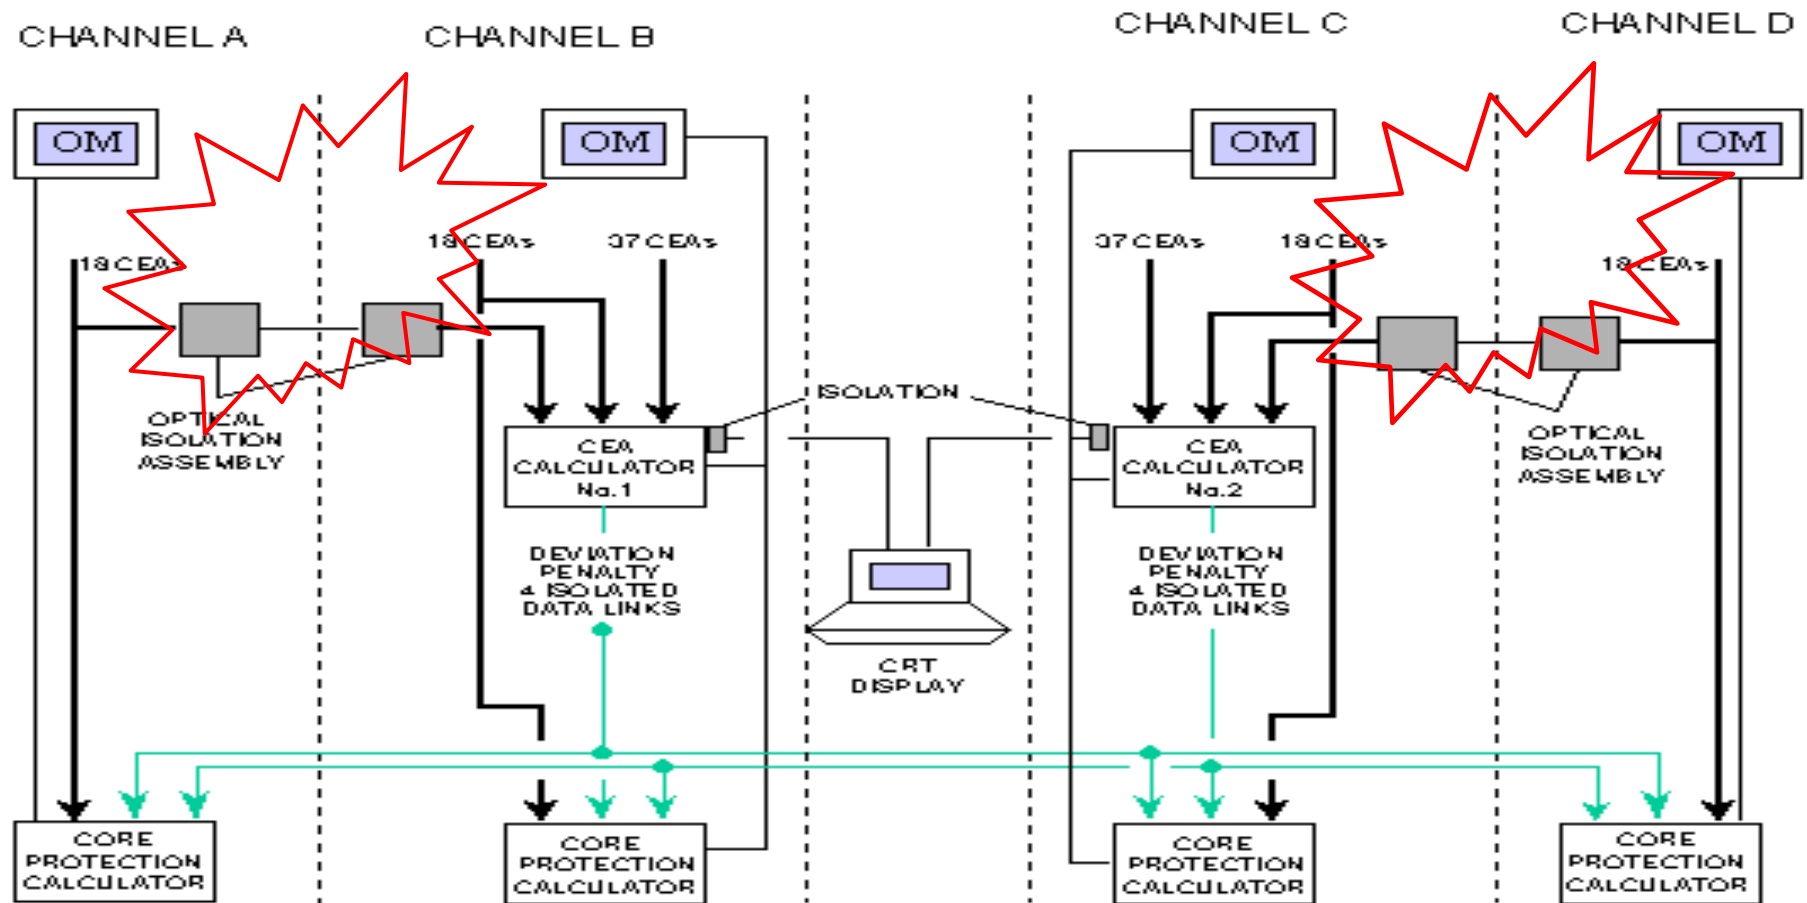 CHANNEL A
CHANNEL B
CHANNEL C
CHANNEL D
OM
OM
OM
OM
18 CEAs
18 CEAs
37 CEAs
37 CEAs
18 CEAs
18 CEAs
OPTICAL
ISOLATION
ASSEMBLY
ISOLATION
OPTICAL
ISOLATION
ASSEMBLY
CEA
CALCULATOR
No.1
CEA
CALCULATOR
No.2
DEVIATION
PENALTY
4 ISOLATED
DATA LINKS
DEVIATION
PENALTY
4 ISOLATED
DATA LINKS
CRT
DISPLAY
CORE
PROTECTION
CALCULATOR
CORE
PROTECTION
CALCULATOR
CORE
PROTECTION
CALCULATOR
CORE
PROTECTION
CALCULATOR